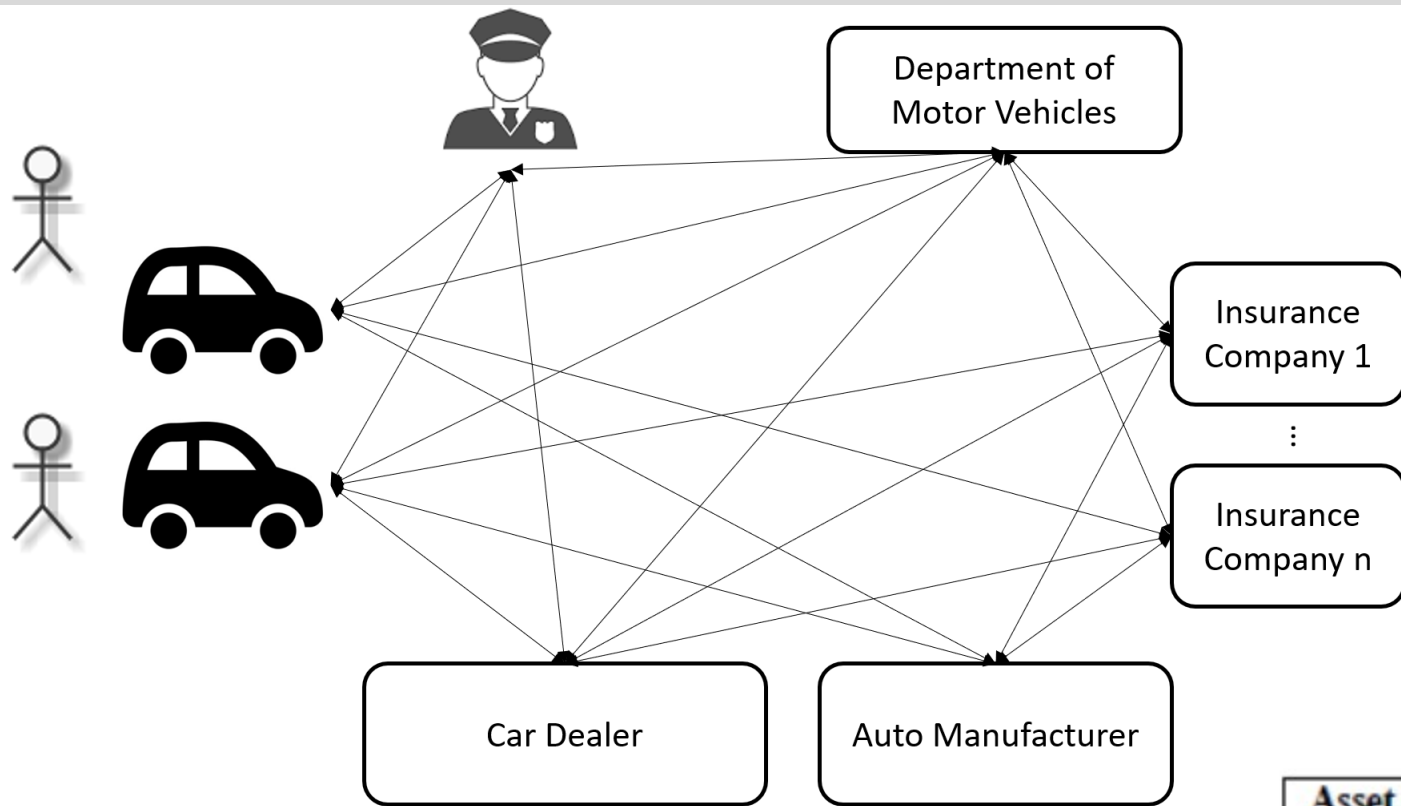 Department of
Motor Vehicles
Insurance
Company 1
⋮
Insurance
Company n
Car Dealer
Auto Manufacturer
Asset